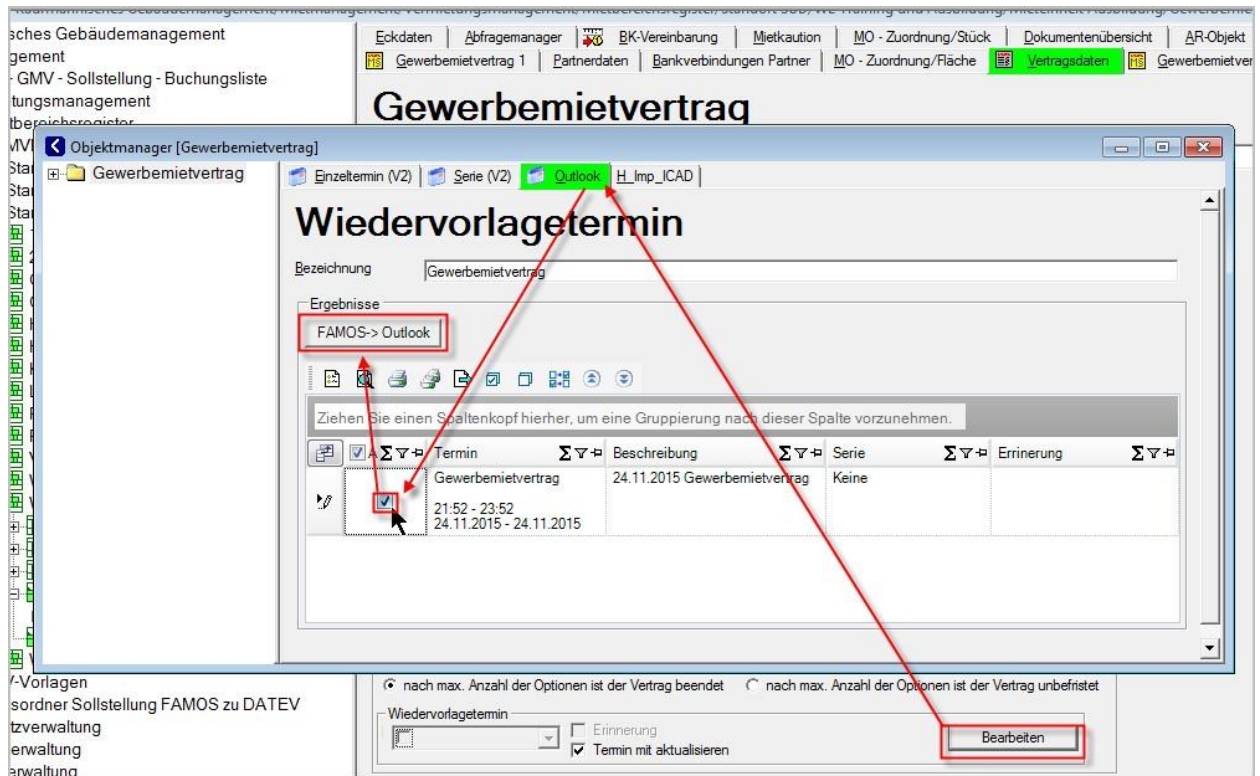 sches Gebäudemanagement
gement
- GMV - Sollstellung - Buchungsliste
tungsmanagement
tbereichsregister
Eckdaten Abfragemanager BK-Vereinbarung Mietkaution MO - Zuordnung/Stück Dokumentenübersicht AR-Objekt
Gewerbemietvertrag 1 Partnerdaten Bankverbindungen Partner MO - Zuordnung/Fläche Vertragsdaten Gewerbemietver
Gewerbemietvertrag
Objektmanager [Gewerbemietvertrag]
Gewerbemietvertrag
Einzeltermin (V2) Serie (V2) Outlook H_Imp_ICAD
Wiedervorlagetermin
Bezeichnung Gewerbemietvertrag
Ergebnisse
FAMOS-> Outlook
Ziehen Sie einen Spaltenkopf hierher, um eine Gruppierung nach dieser Spalte vorzunehmen.
A Termin Beschreibung Serie Errinerung
Gewerbemietvertrag 24.11.2015 Gewerbemietvertrag Keine
21:52 - 23:52
24.11.2015 - 24.11.2015
/-Vorlagen
sordner Sollstellung FAMOS zu DATEV
tzverwaltung
erwaltung
erwaltung
nach max. Anzahl der Optionen ist der Vertrag beendet nach max. Anzahl der Optionen ist der Vertrag unbefristet
Wiedervorlagetermin
Erinnerung
Termin mit aktualisieren
Bearbeiten